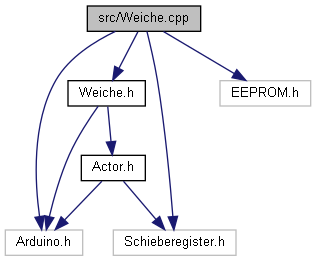 src/Weiche.cpp
Weiche.h
EEPROM.h
Actor.h
Arduino.h
Schieberegister.h